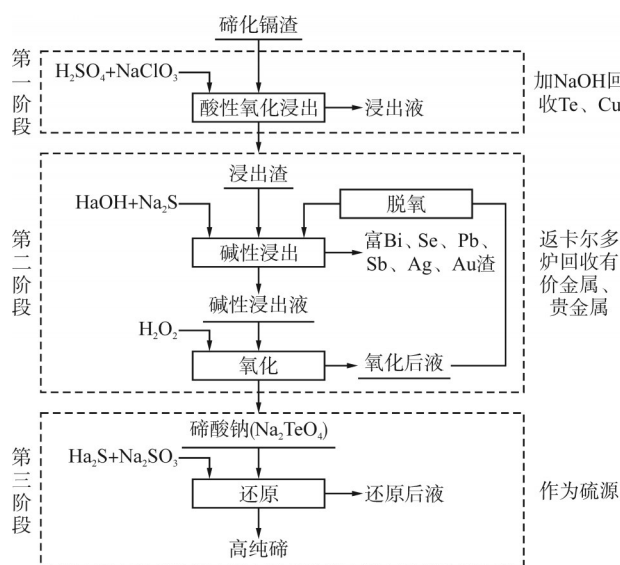 碲化镉渣
第一阶段
H₂SO₄+NaClO₃
酸性氧化浸出
浸出液
加NaOH回
收Te、Cu
第二阶段
浸出渣
HaOH+Na₂S
脱氧
碱性浸出
富Bi、Se、Pb、
Sb、Ag、Au渣
返卡尔多
炉回收有
价金属、
贵金属
碱性浸出液
H₂O₂
氧化
氧化后液
第三阶段
碲酸钠(Na₂TeO₄)
Ha₂S+Na₂SO₃
还原
还原后液
作为硫源
高纯碲